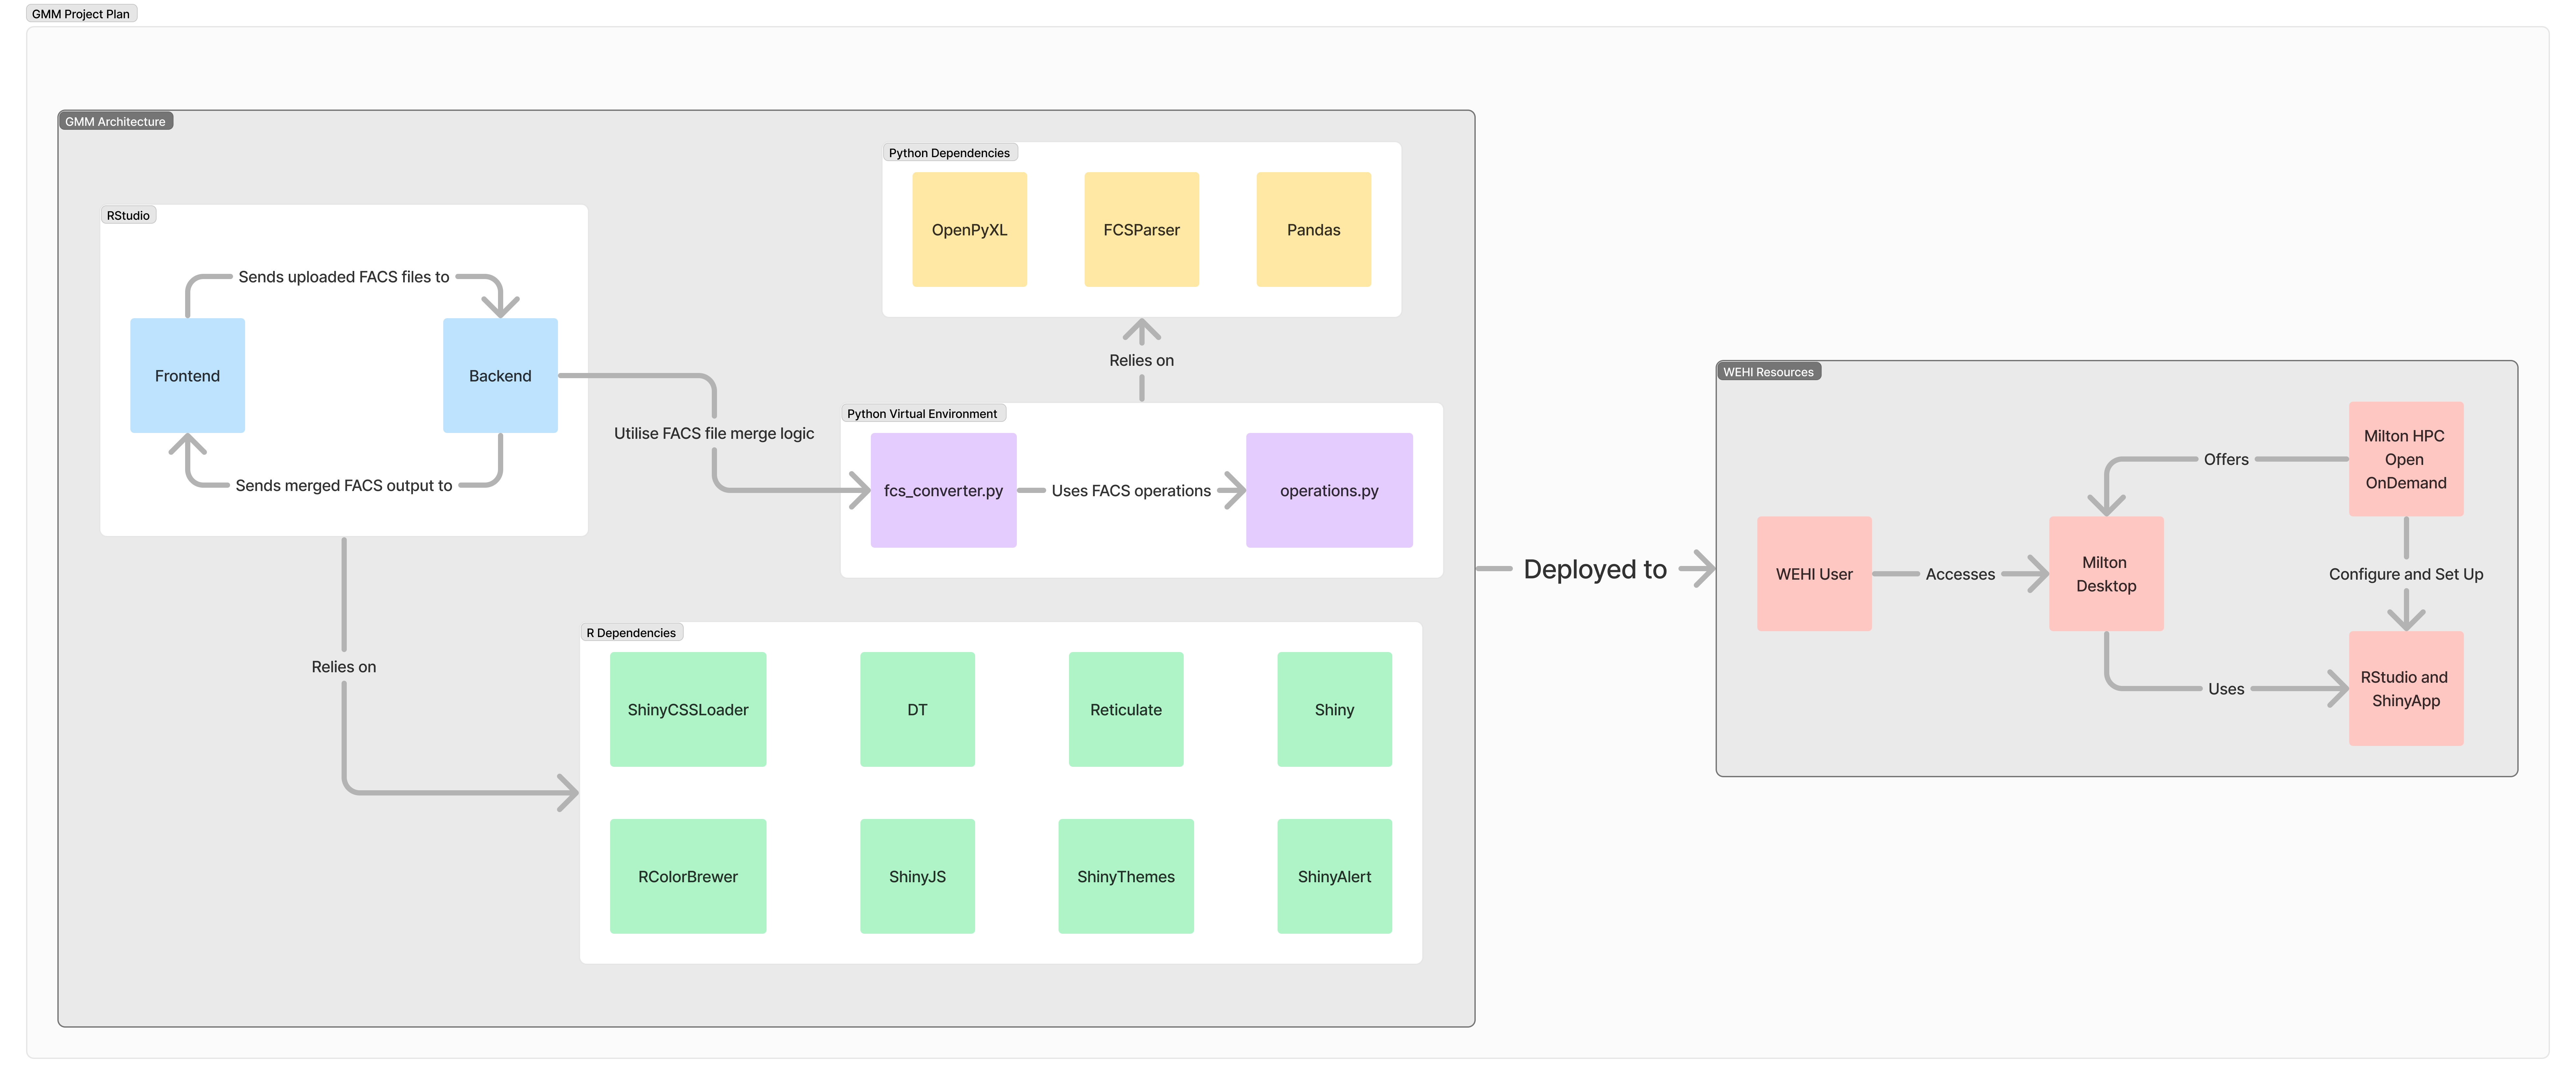 GMM Project Plan
GMM Architecture
RStudio
Sends uploaded FACS files to
Frontend
Backend
Sends merged FACS output to
Utilise FACS file merge logic
Python Dependencies
OpenPyXL
FCSParser
Pandas
Relies on
Python Virtual Environment
fcs_converter.py
Uses FACS operations
operations.py
Relies on
R Dependencies
ShinyCSSLoader
DT
Reticulate
Shiny
RColorBrewer
ShinyJS
ShinyThemes
ShinyAlert
Deployed to
WEHI Resources
Milton HPC
Open
OnDemand
Offers
WEHI User
Accesses
Milton
Desktop
Configure and Set Up
Uses
RStudio and
ShinyApp